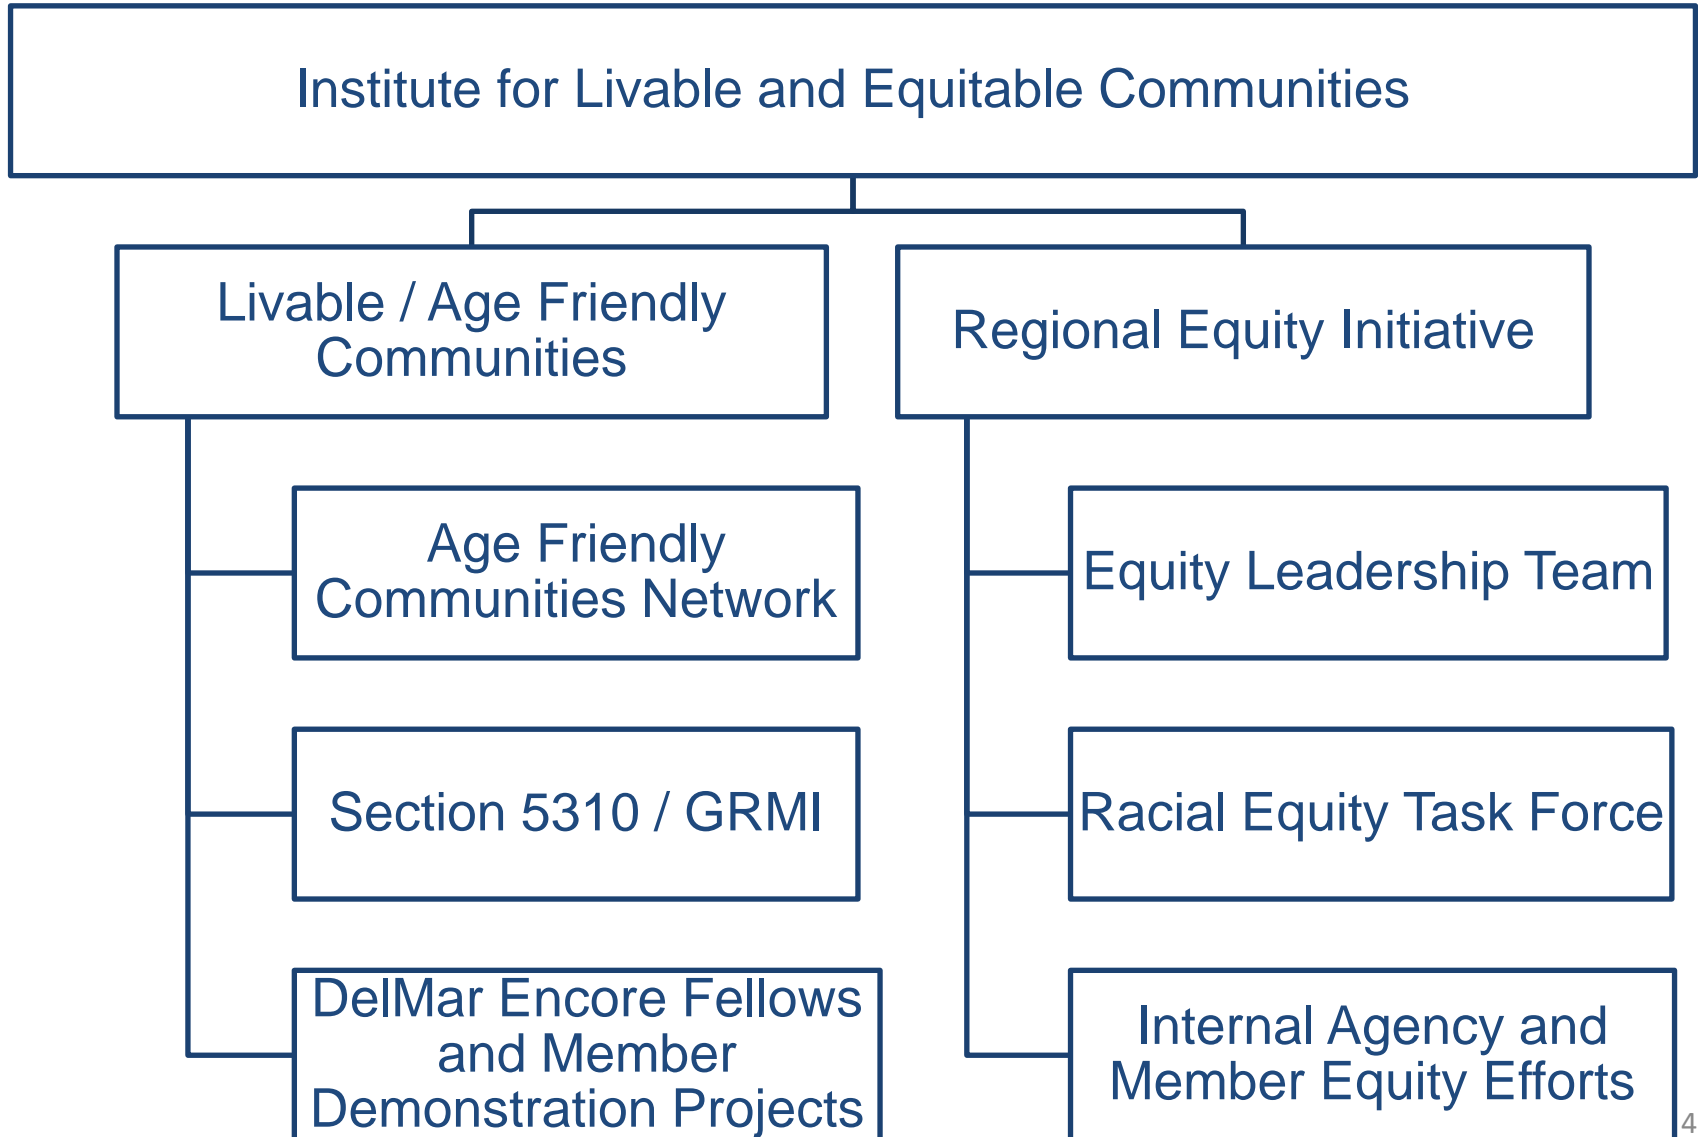 Institute for Livable and Equitable Communities
Livable / Age Friendly
Communities
Regional Equity Initiative
Age Friendly
Communities Network
Equity Leadership Team
Section 5310 / GRMI
Racial Equity Task Force
DelMar Encore Fellows
and Member
Demonstration Projects
Internal Agency and
Member Equity Efforts
4